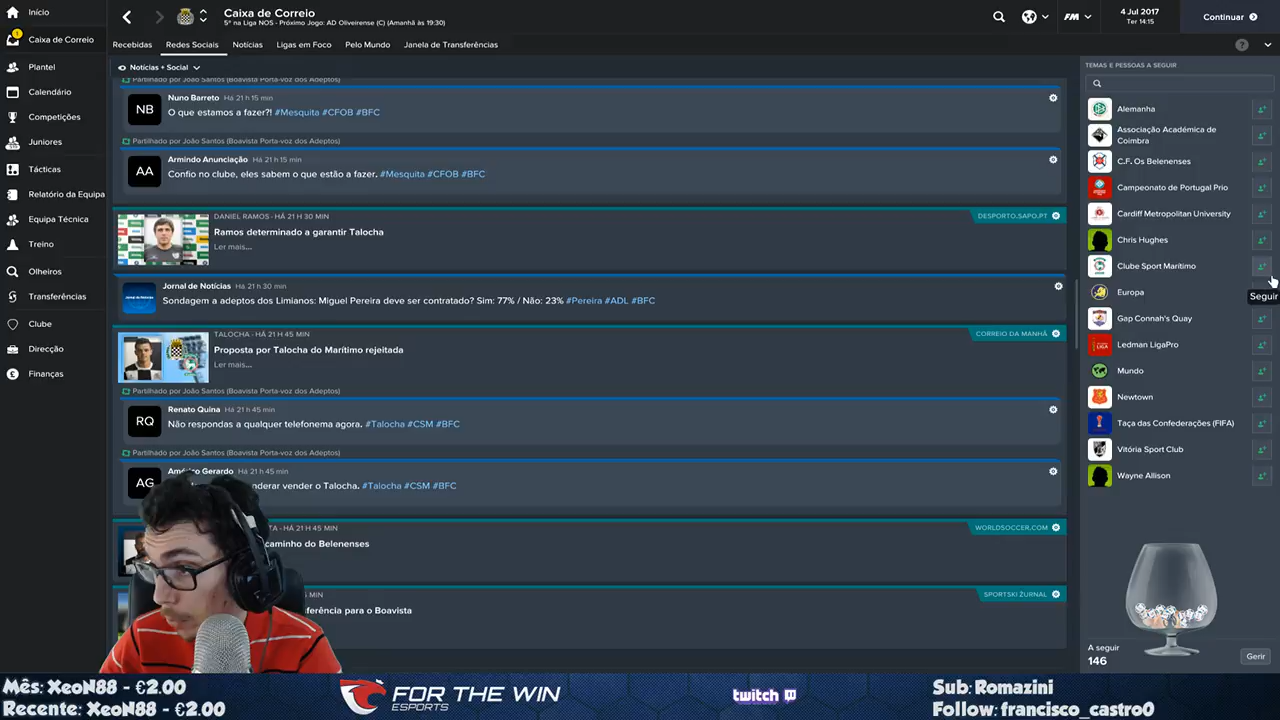 Início
Caixa de Correio
5º na Liga NOS - Próximo Jogo: AD Oliveirense (C) (Amanhã às 19:30)
FM
4 Jul 2017
Ter 14:15
Continuar
1
Caixa de Correio
Plantel
Calendário
Competições
Juniores
Tácticas
Relatório da Equipa
Equipa Técnica
Treino
Olheiros
Transferências
Clube
Direcção
Finanças
Recebidas
Redes Sociais
Notícias
Ligas em Foco
Pelo Mundo
Janela de Transferências
?
Notícias + Social
Partilhado por João Santos (Boavista Porta-voz dos Adeptos)
NB
Nuno Barreto Há 21 h 15 min
O que estamos a fazer?! #Mesquita #CFOB #BFC
Partilhado por João Santos (Boavista Porta-voz dos Adeptos)
AA
Armindo Anunciação Há 21 h 15 min
Confio no clube, eles sabem o que estão a fazer. #Mesquita #CFOB #BFC
DANIEL RAMOS - HÁ 21 H 30 MIN
DESPORTO.SAPO.PT
Ramos determinado a garantir Talocha
Ler mais...
Jornal de Notícias Há 21 h 30 min
Sondagem a adeptos dos Limianos: Miguel Pereira deve ser contratado? Sim: 77% / Não: 23% #Pereira #ADL #BFC
TALOCHA - HÁ 21 H 45 MIN
CORREIO DA MANHÃ
Proposta por Talocha do Marítimo rejeitada
Ler mais...
Partilhado por João Santos (Boavista Porta-voz dos Adeptos)
RQ
Renato Quina Há 21 h 45 min
Não respondas a qualquer telefonema agora. #Talocha #CSM #BFC
Partilhado por João Santos (Boavista Porta-voz dos Adeptos)
AG
Américo Gerardo Há 21 h 45 min
nderar vender o Talocha. #Talocha #CSM #BFC
TA - HÁ 21 H 45 MIN
WORLDSOCCER.COM
caminho do Belenenses
MIN
SPORTSKI ŽURNAL
ferência para o Boavista
TEMAS E PESSOAS A SEGUIR
Alemanha
Associação Académica de Coimbra
C.F. Os Belenenses
Campeonato de Portugal Prio
Cardiff Metropolitan University
Chris Hughes
Clube Sport Marítimo
Europa
Seguir
Gap Connah's Quay
Ledman LigaPro
Mundo
Newtown
Taça das Confederações (FIFA)
Vitória Sport Club
Wayne Allison
A seguir
146
Gerir
Mês: XeoN88 - €2.00
Recente: XeoN88 - €2.00
FOR THE WIN
ESPORTS
twitch
Sub: Romazini
Follow: francisco_castro0